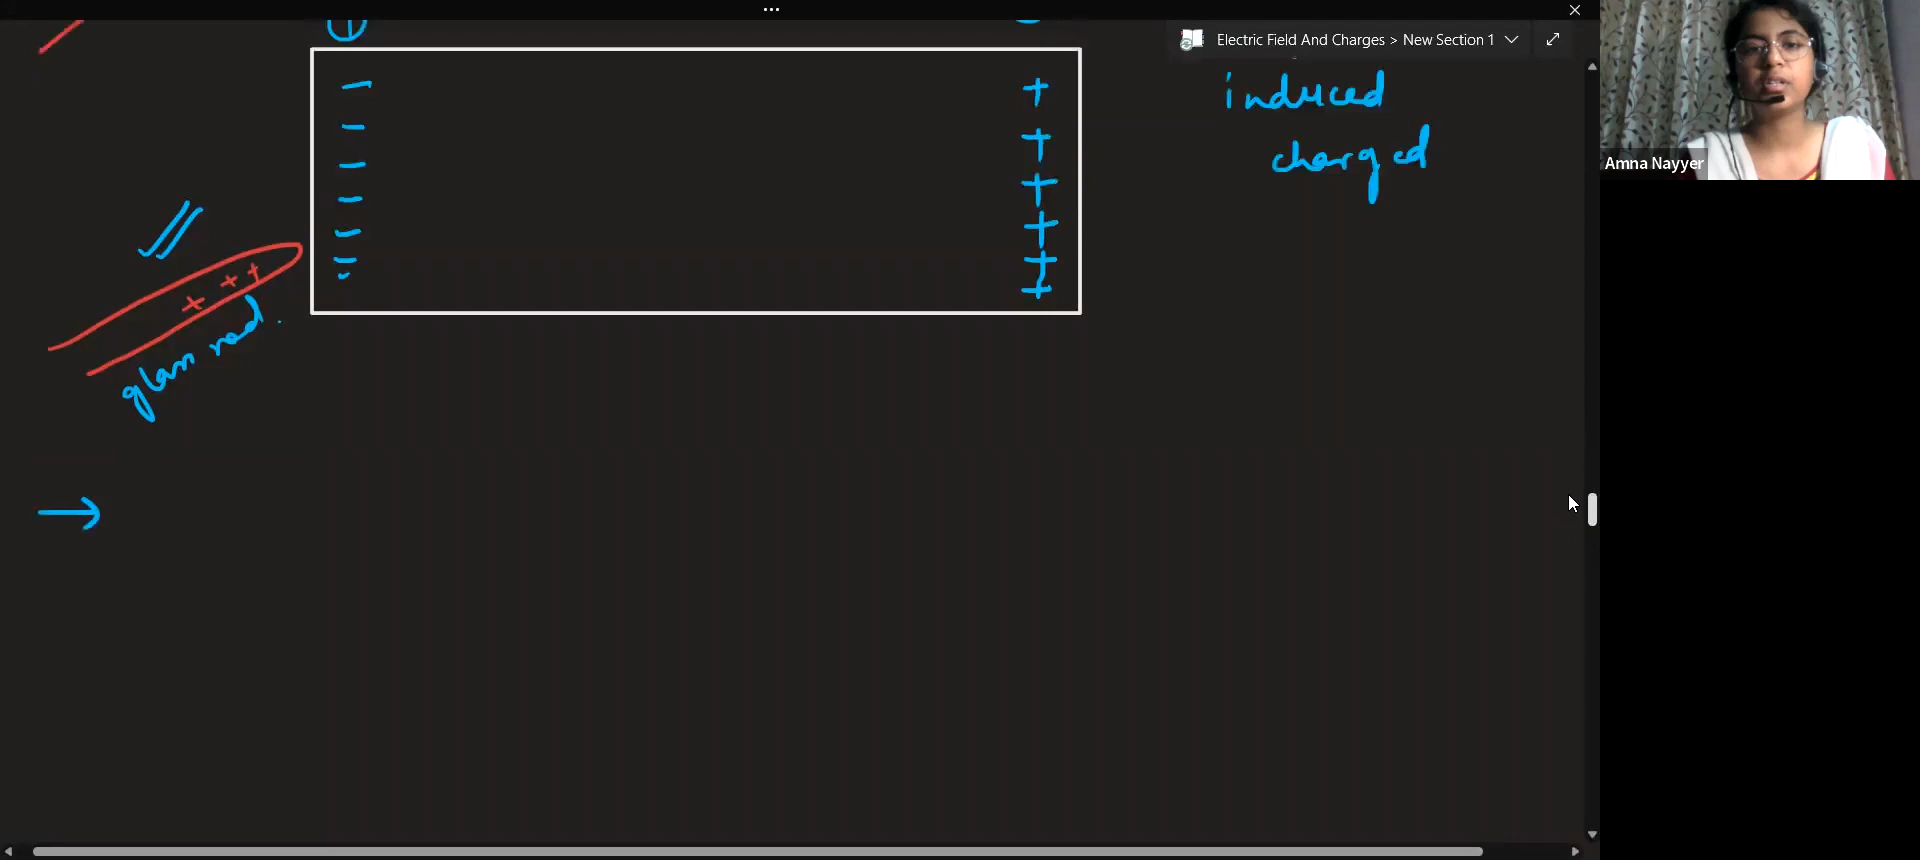 Electric Field And Charges > New Section 1
induced
charged
Amna Nayyer
glass rod.